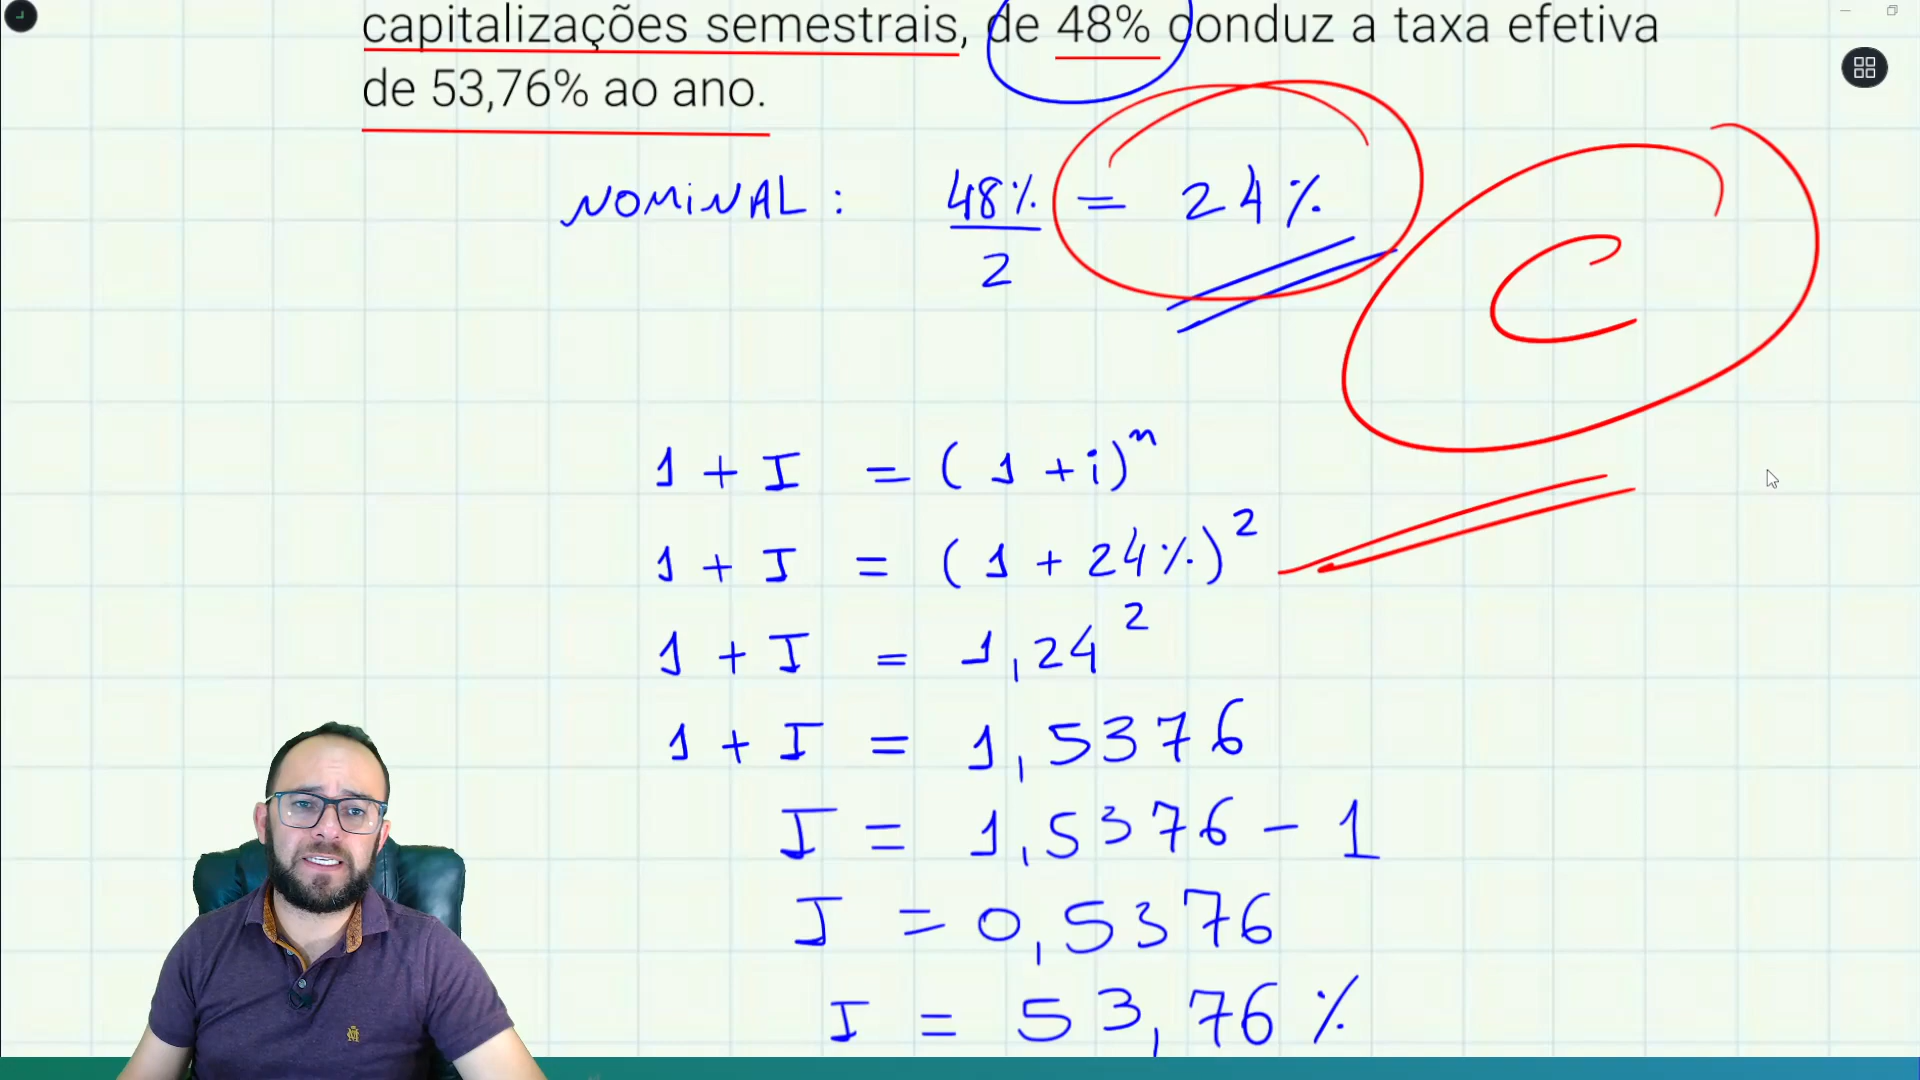 capitalizações semestrais, de 48% conduz a taxa efetiva
de 53,76% ao ano.
NOMiNAL : 48% = 24%
2
1 + I = ( 1 + i)^n
1 + I = ( 1 + 24%)^2
1 + I = 1,24^2
1 + I = 1,5376
I = 1,5376 - 1
I = 0,5376
I = 53,76%
C